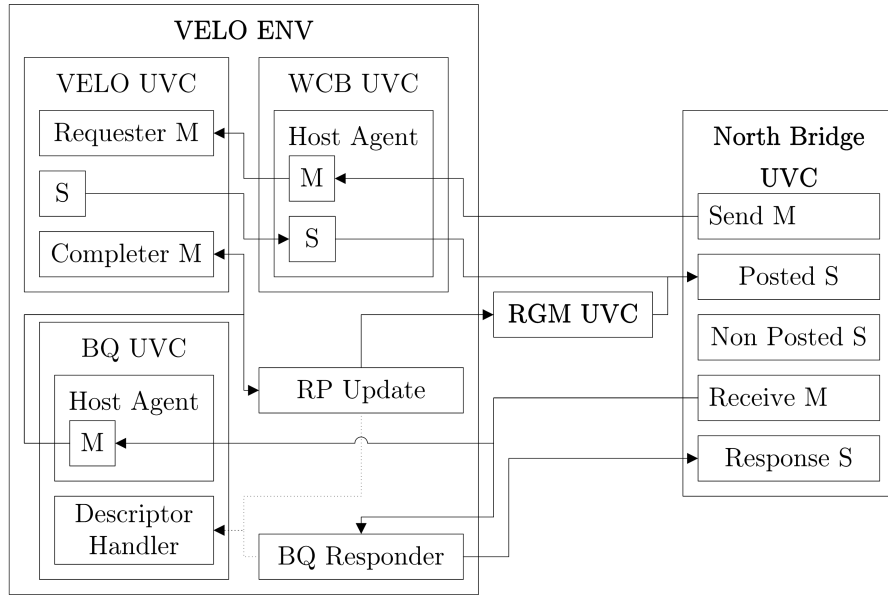 VELO ENV
VELO UVC
Requester M
S
Completer M
WCB UVC
Host Agent
M
S
BQ UVC
Host Agent
M
Descriptor
Handler
RP Update
BQ Responder
RGM UVC
North Bridge
UVC
Send M
Posted S
Non Posted S
Receive M
Response S